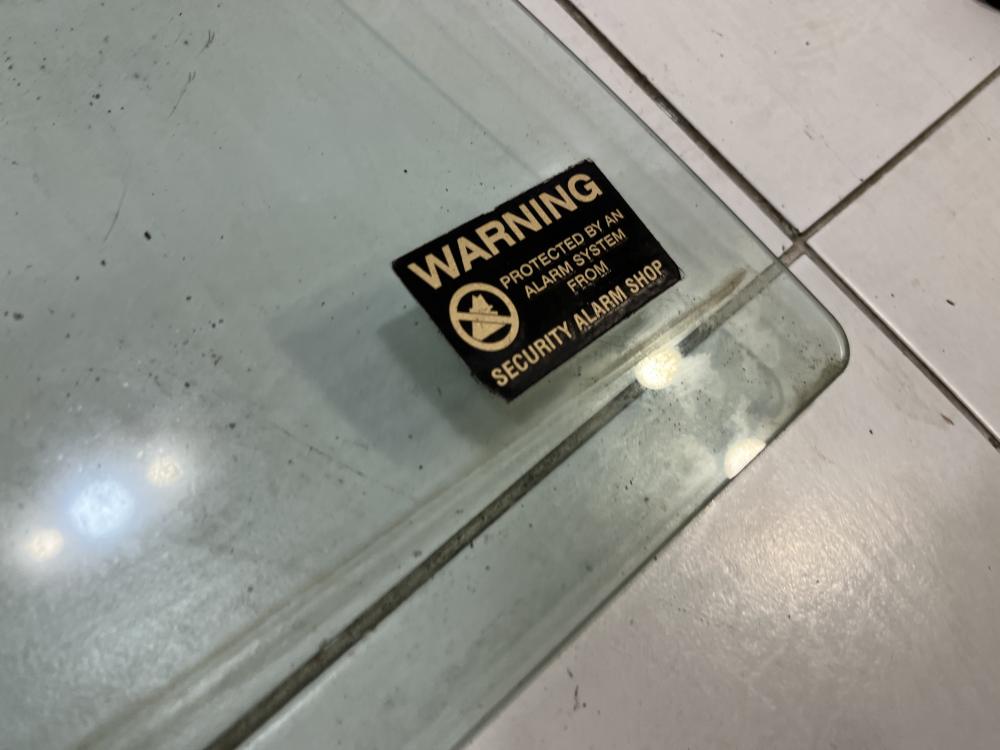 WARNING
PROTECTED BY AN
ALARM SYSTEM
FROM
SECURITY ALARM SHOP